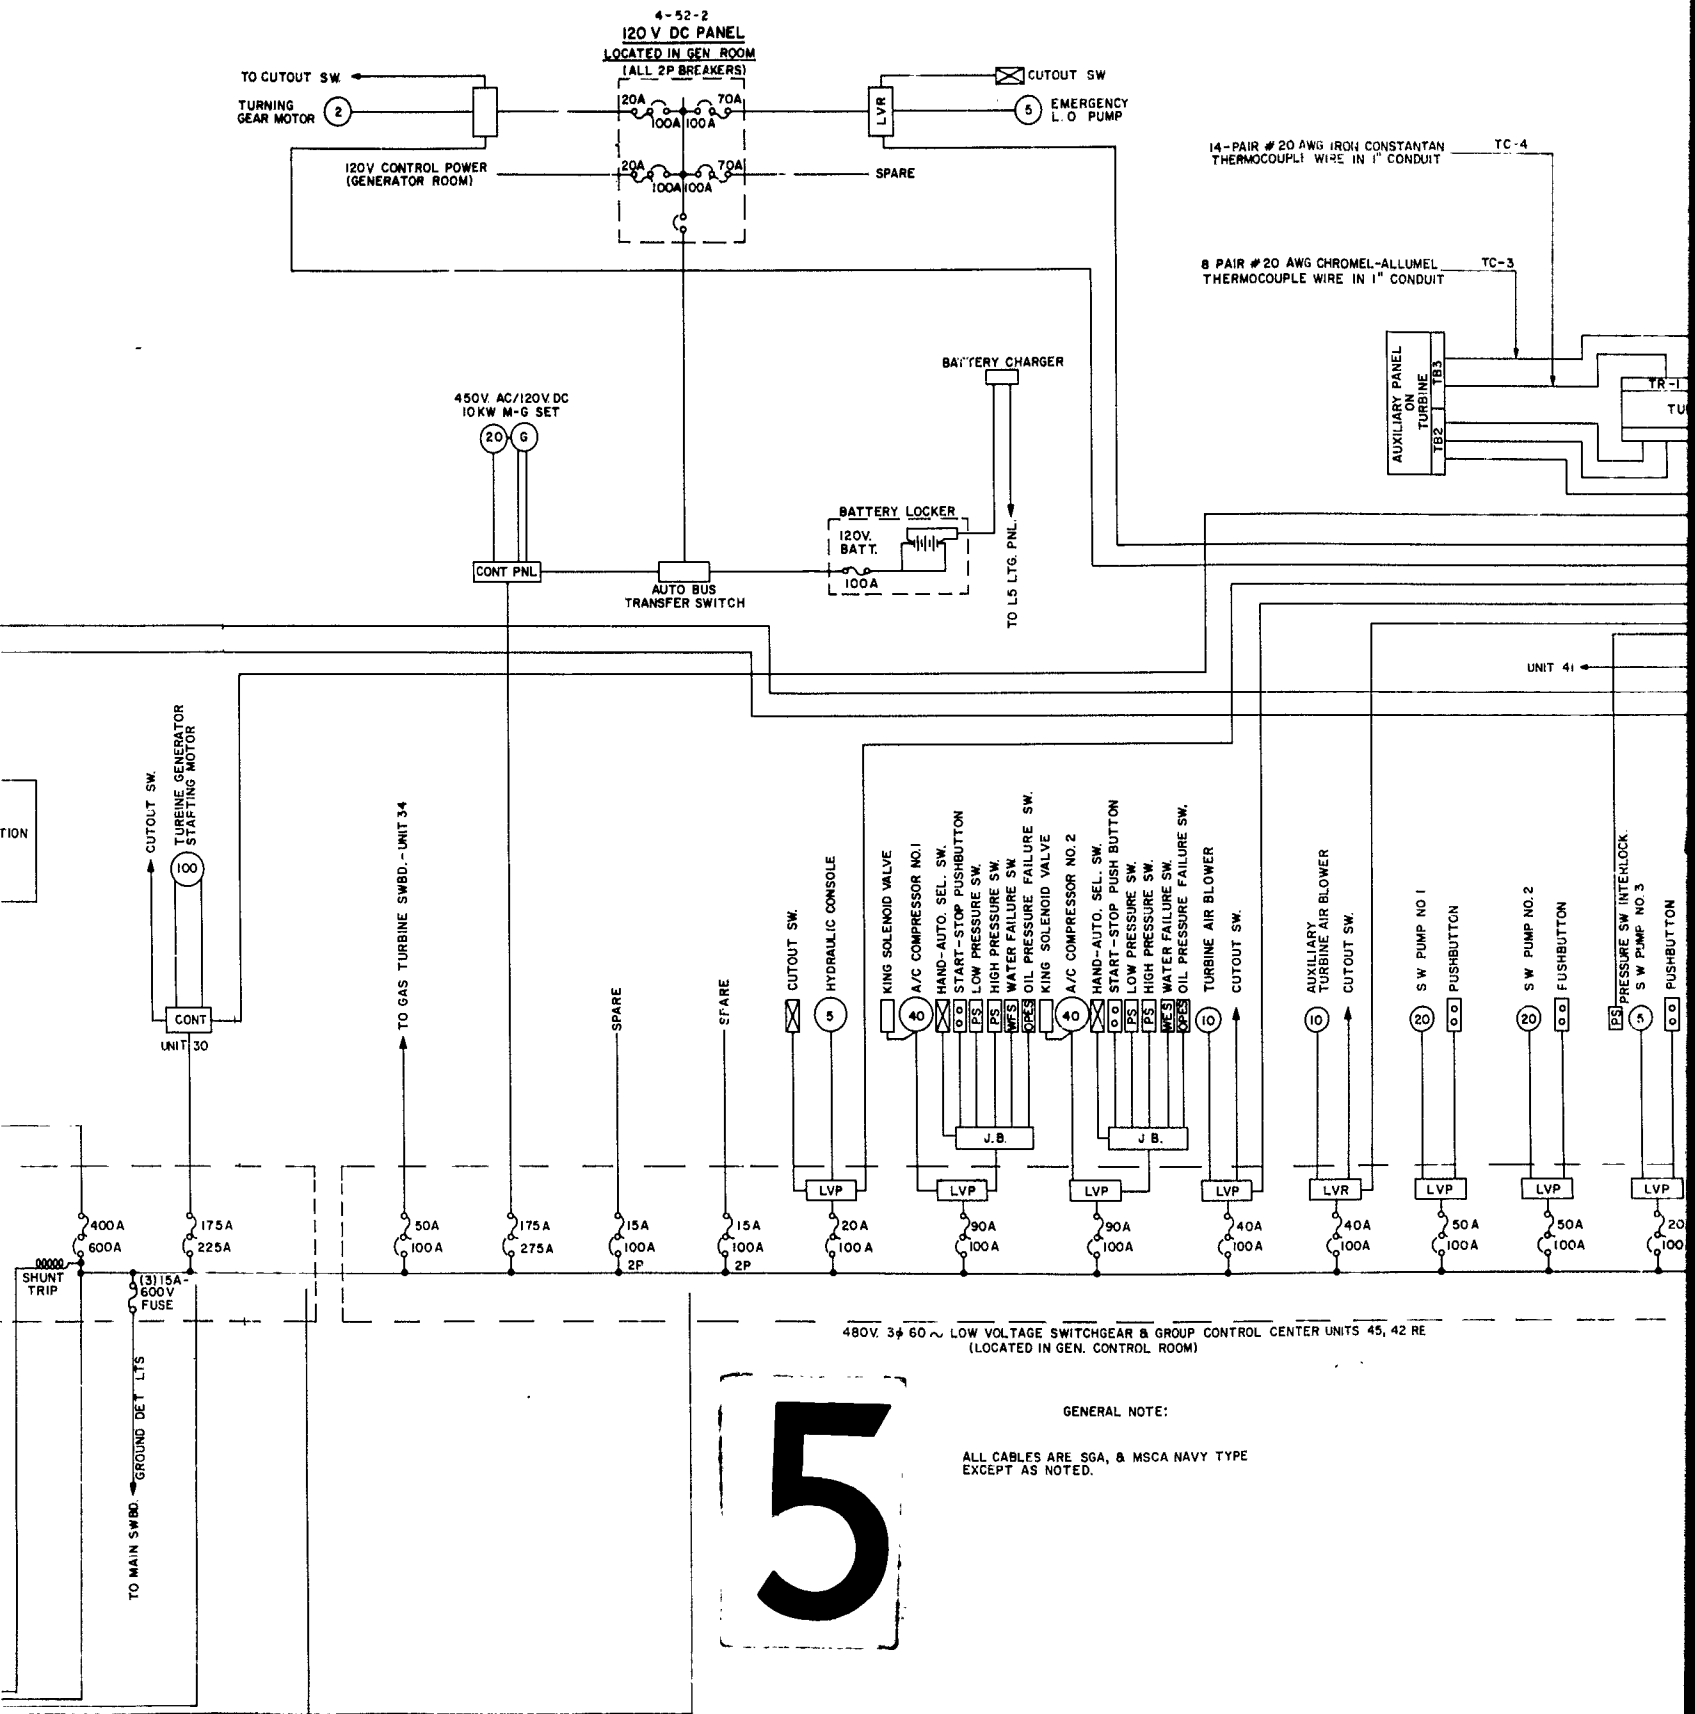 4-52-2
120 V DC PANEL
LOCATED IN GEN ROOM
(ALL 2P BREAKERS)
TO CUTOUT SW.
TURNING
GEAR MOTOR
2
20A
70A
100A
100A
LVR
CUTOUT SW
5
EMERGENCY
L.O PUMP
120V CONTROL POWER
(GENERATOR ROOM)
20A
70A
100A
100A
SPARE
14-PAIR #20 AWG IRON CONSTANTAN
THERMOCOUPLE WIRE IN 1" CONDUIT
TC-4
8 PAIR #20 AWG CHROMEL-ALLUMEL
THERMOCOUPLE WIRE IN 1" CONDUIT
TC-3
AUXILIARY PANEL
ON
TURBINE
TB3
TB2
TR-1
TU
BATTERY CHARGER
450V. AC/120V. DC
10KW M-G SET
20
G
BATTERY LOCKER
120V.
BATT.
100A
TO L5 LTG. PNL.
CONT PNL
AUTO BUS
TRANSFER SWITCH
UNIT 41
TION
CUTOUT SW.
TURBINE GENERATOR
STARTING MOTOR
100
CONT
UNIT 30
TO GAS TURBINE SWBD.-UNIT 34
SPARE
SPARE
CUTOUT SW.
HYDRAULIC CONSOLE
5
KING SOLENOID VALVE
A/C COMPRESSOR NO.1
40
HAND-AUTO. SEL. SW.
START-STOP PUSHBUTTON
LOW PRESSURE SW.
PS
HIGH PRESSURE SW.
PS
WATER FAILURE SW.
WFS
OIL PRESSURE FAILURE SW.
OPFS
J.B.
KING SOLENOID VALVE
A/C COMPRESSOR NO.2
40
HAND-AUTO. SEL. SW.
START-STOP PUSH BUTTON
LOW PRESSURE SW.
PS
HIGH PRESSURE SW.
PS
WATER FAILURE SW.
WFS
OIL PRESSURE FAILURE SW.
OPFS
J B.
TURBINE AIR BLOWER
10
CUTOUT SW.
AUXILIARY
TURBINE AIR BLOWER
10
CUTOUT SW.
S W PUMP NO 1
20
PUSHBUTTON
S W PUMP NO.2
20
PUSHBUTTON
PRESSURE SW INTERLOCK.
PS
S W PUMP NO.3
5
PUSHBUTTON
LVP
LVP
LVP
LVP
LVR
LVP
LVP
LVP
400A
600A
175A
225A
50A
100A
175A
275A
15A
100A
2P
15A
100A
2P
20A
100A
90A
100A
90A
100A
40A
100A
40A
100A
50A
100A
50A
100A
20
100
SHUNT
TRIP
(3)15A-
600V
FUSE
480V. 3ϕ 60~ LOW VOLTAGE SWITCHGEAR & GROUP CONTROL CENTER UNITS 45, 42 RE
(LOCATED IN GEN. CONTROL ROOM)
TO MAIN SWBD. GROUND DET LTS
5
GENERAL NOTE:
ALL CABLES ARE SGA, & MSCA NAVY TYPE
EXCEPT AS NOTED.